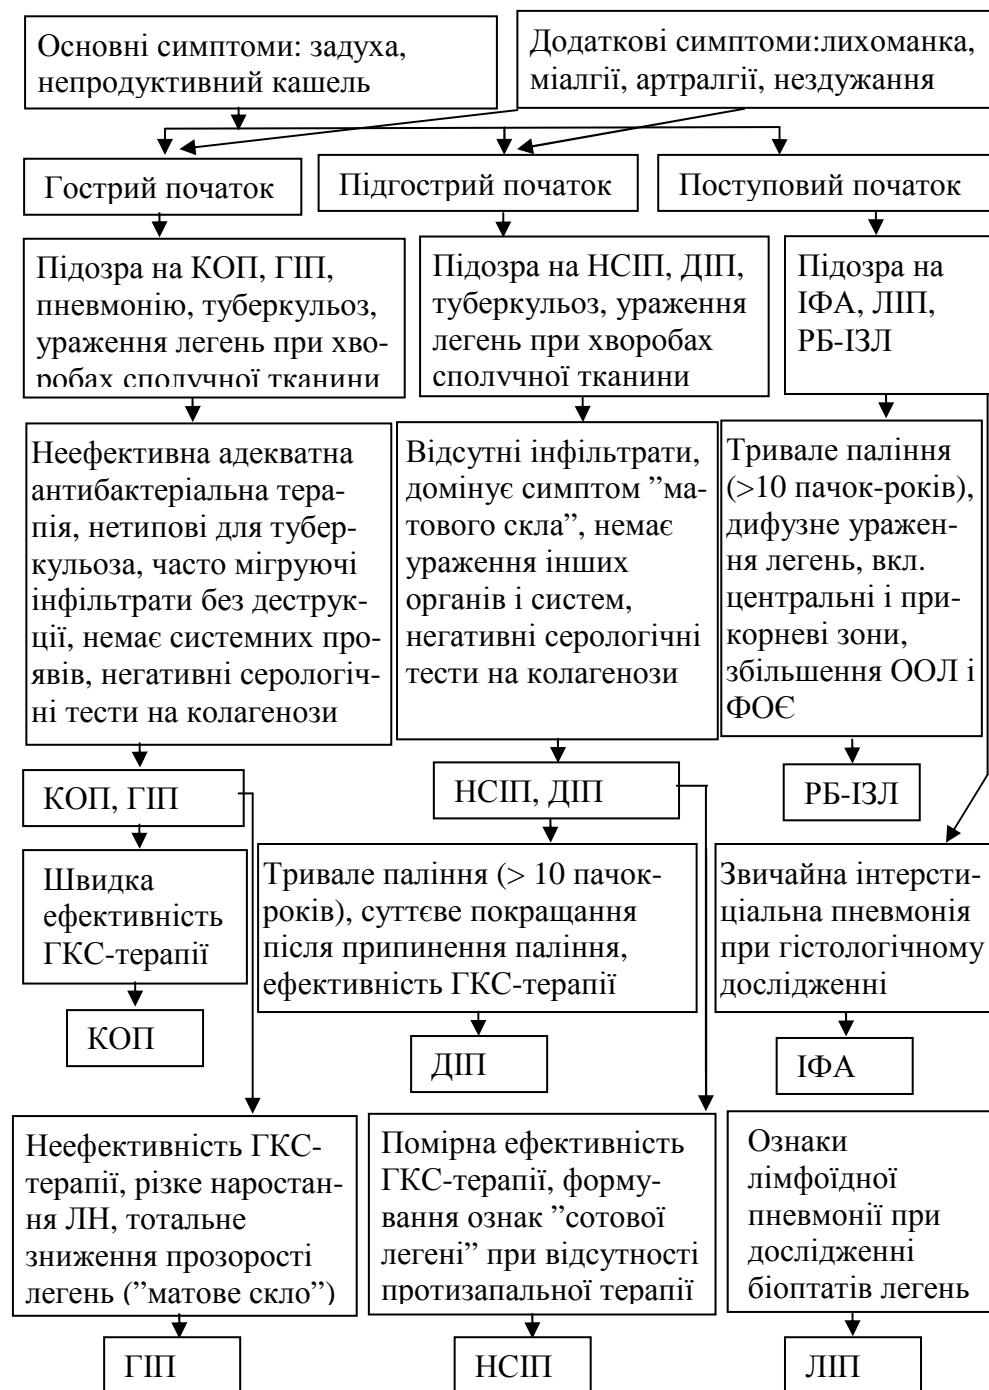 Основні симптоми: задуха,
непродуктивний кашель
Додаткові симптоми:лихоманка,
міалгії, артралгії, нездужання
Гострий початок
Підгострий початок
Поступовий початок
Підозра на КОП, ГІП,
пневмонію, туберкульоз,
ураження легень при хво-
робах сполучної тканини
Підозра на НСІП, ДІП,
туберкульоз, ураження
легень при хворобах
сполучної тканини
Підозра на
ІФА, ЛІП,
РБ-ІЗЛ
Неефективна адекватна
антибактеріальна тера-
пія, нетипові для тубер-
кульоза, часто мігруючі
інфільтрати без деструк-
ції, немає системних про-
явів, негативні серологіч-
ні тести на колагенози
Відсутні інфільтрати,
домінує симптом ”ма-
тового скла”, немає
ураження інших
органів і систем,
негативні серологічні
тести на колагенози
Тривале паління
(>10 пачок-років),
дифузне уражен-
ня легень, вкл.
центральні і при-
корневі зони,
збільшення ООЛ і
ФОЄ
КОП, ГІП
НСІП, ДІП
РБ-ІЗЛ
Швидка
ефективність
ГКС-терапії
Тривале паління (> 10 пачок-
років), суттєве покращання
після припинення паління,
ефективність ГКС-терапії
Звичайна інтерсти-
ціальна пневмонія
при гістологічному
дослідженні
КОП
ДІП
ІФА
Неефективність ГКС-
терапії, різке наростан-
ня ЛН, тотальне
зниження прозорості
легень (”матове скло”)
Помірна ефективність
ГКС-терапії, форму-
вання ознак ”сотової
легені” при відсутності
протизапальної терапії
Ознаки
лімфоїдної
пневмонії при
дослідженні
біоптатів легень
ГІП
НСІП
ЛІП